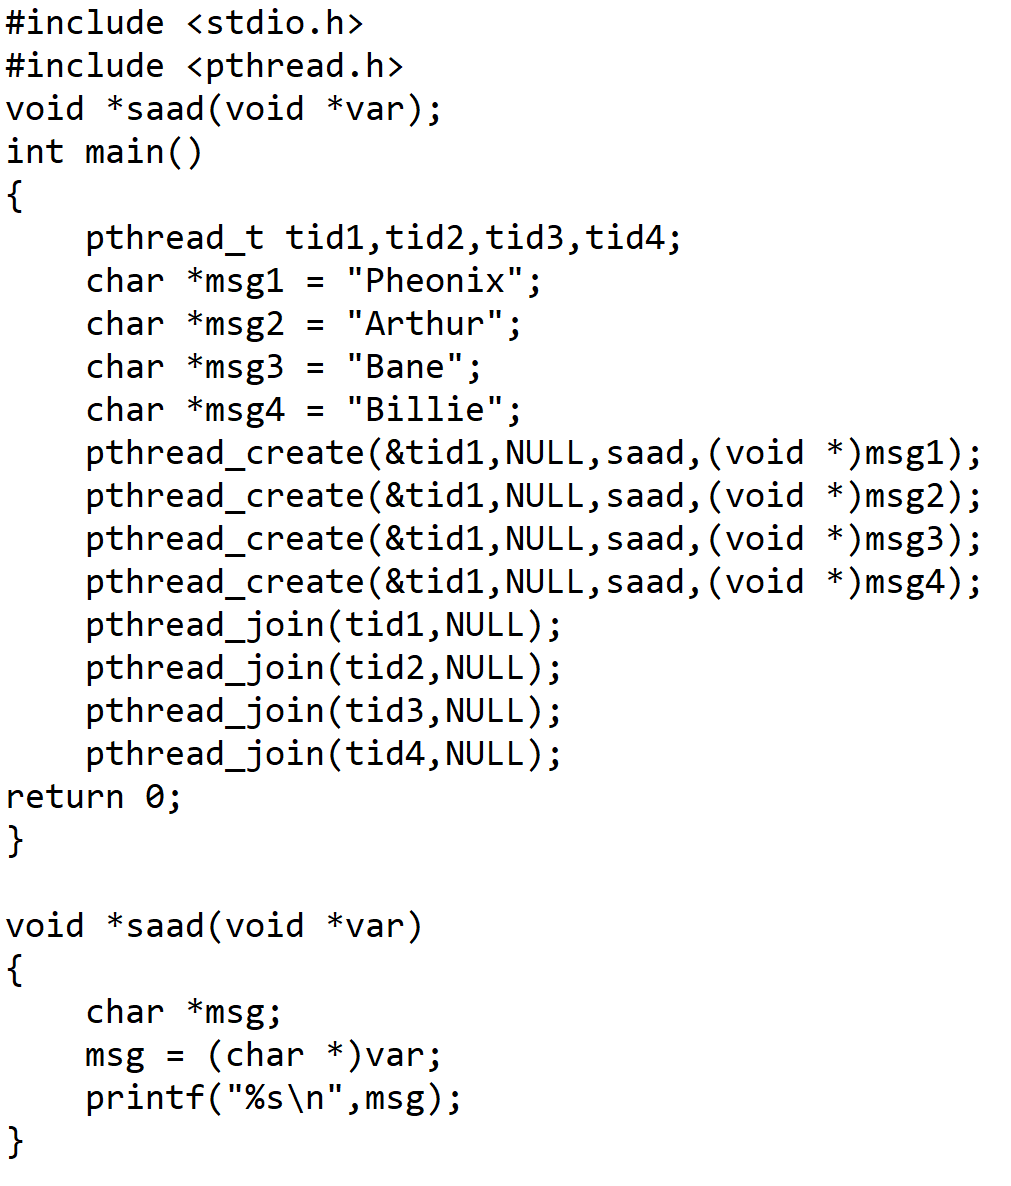 #include <stdio.h>
#include <pthread.h>
void *saad(void *var);
int main()
{
    pthread_t tid1,tid2,tid3,tid4;
    char *msg1 = "Pheonix";
    char *msg2 = "Arthur";
    char *msg3 = "Bane";
    char *msg4 = "Billie";
    pthread_create(&tid1,NULL,saad,(void *)msg1);
    pthread_create(&tid1,NULL,saad,(void *)msg2);
    pthread_create(&tid1,NULL,saad,(void *)msg3);
    pthread_create(&tid1,NULL,saad,(void *)msg4);
    pthread_join(tid1,NULL);
    pthread_join(tid2,NULL);
    pthread_join(tid3,NULL);
    pthread_join(tid4,NULL);
return 0;
}

void *saad(void *var)
{
    char *msg;
    msg = (char *)var;
    printf("%s\n",msg);
}